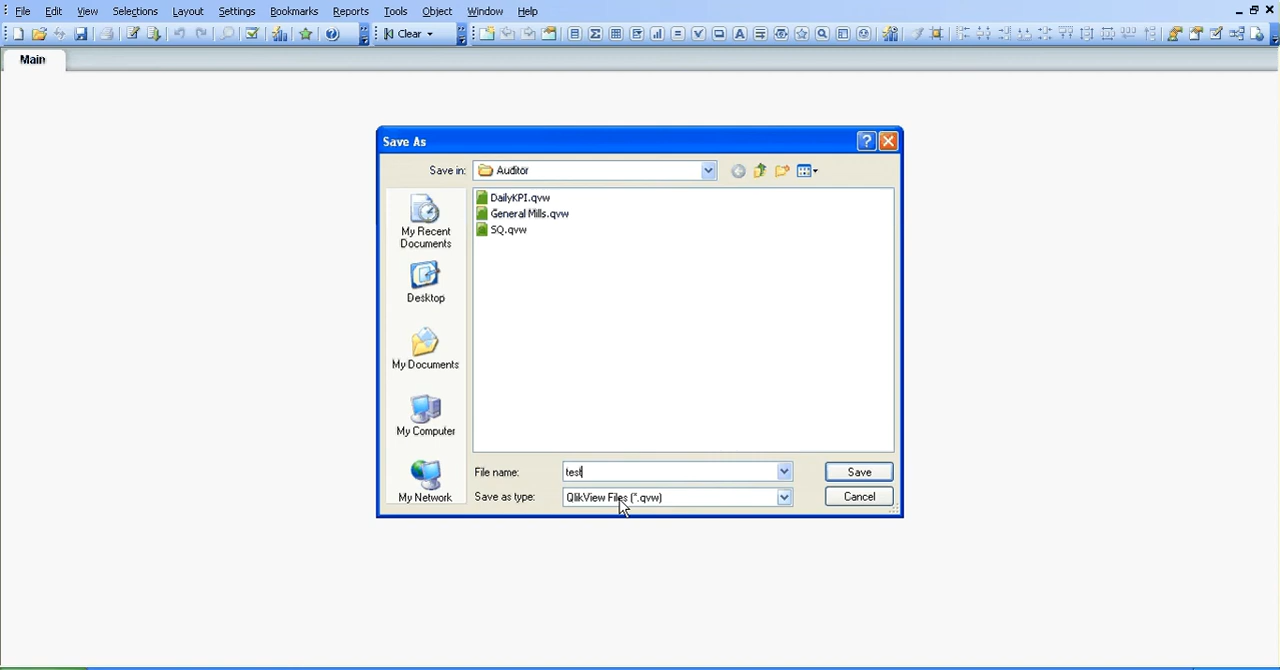 File Edit View Selections Layout Settings Bookmarks Reports Tools Object Window Help
Clear
Main
Save As
Save in: Auditor
DailyKPI.qvw
General Mills.qvw
SQ.qvw
My Recent
Documents
Desktop
My Documents
My Computer
My Network
File name: test Save
Save as type: QlikView Files (*.qvw) Cancel